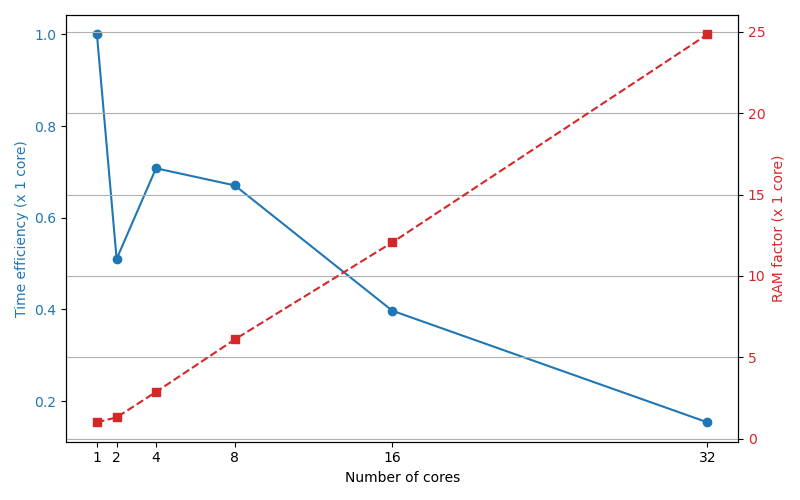 1.0
0.8
0.6
0.4
0.2
Time efficiency (x 1 core)
25
20
15
10
5
0
RAM factor (x 1 core)
1 2 4 8 16 32
Number of cores